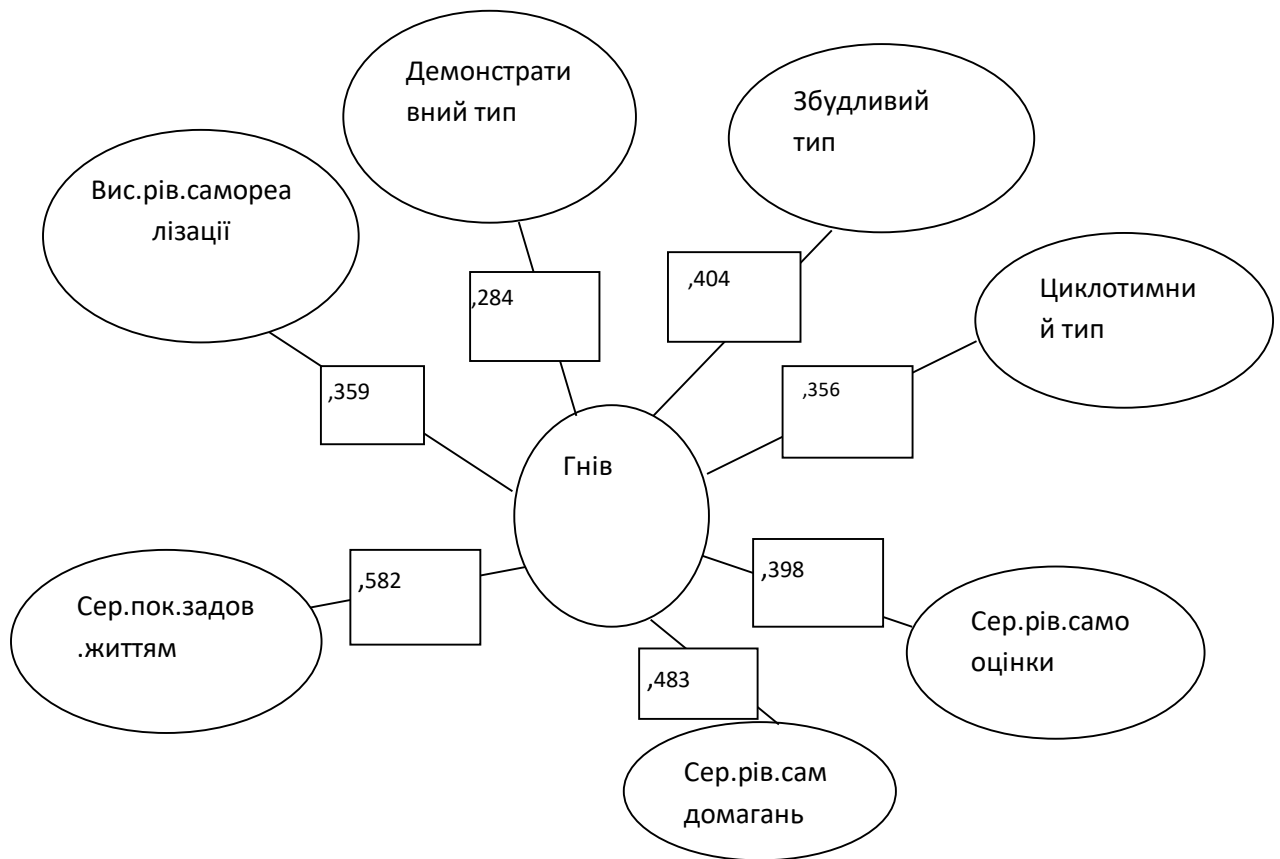 Демонстрати
вний тип
Збудливий
тип
Вис.рів.самореа
лізації
,284
,404
Циклотимни
й тип
,359
,356
Гнів
Сер.пок.задов
.життям
,582
,398
Сер.рів.само
оцінки
,483
Сер.рів.сам
домагань